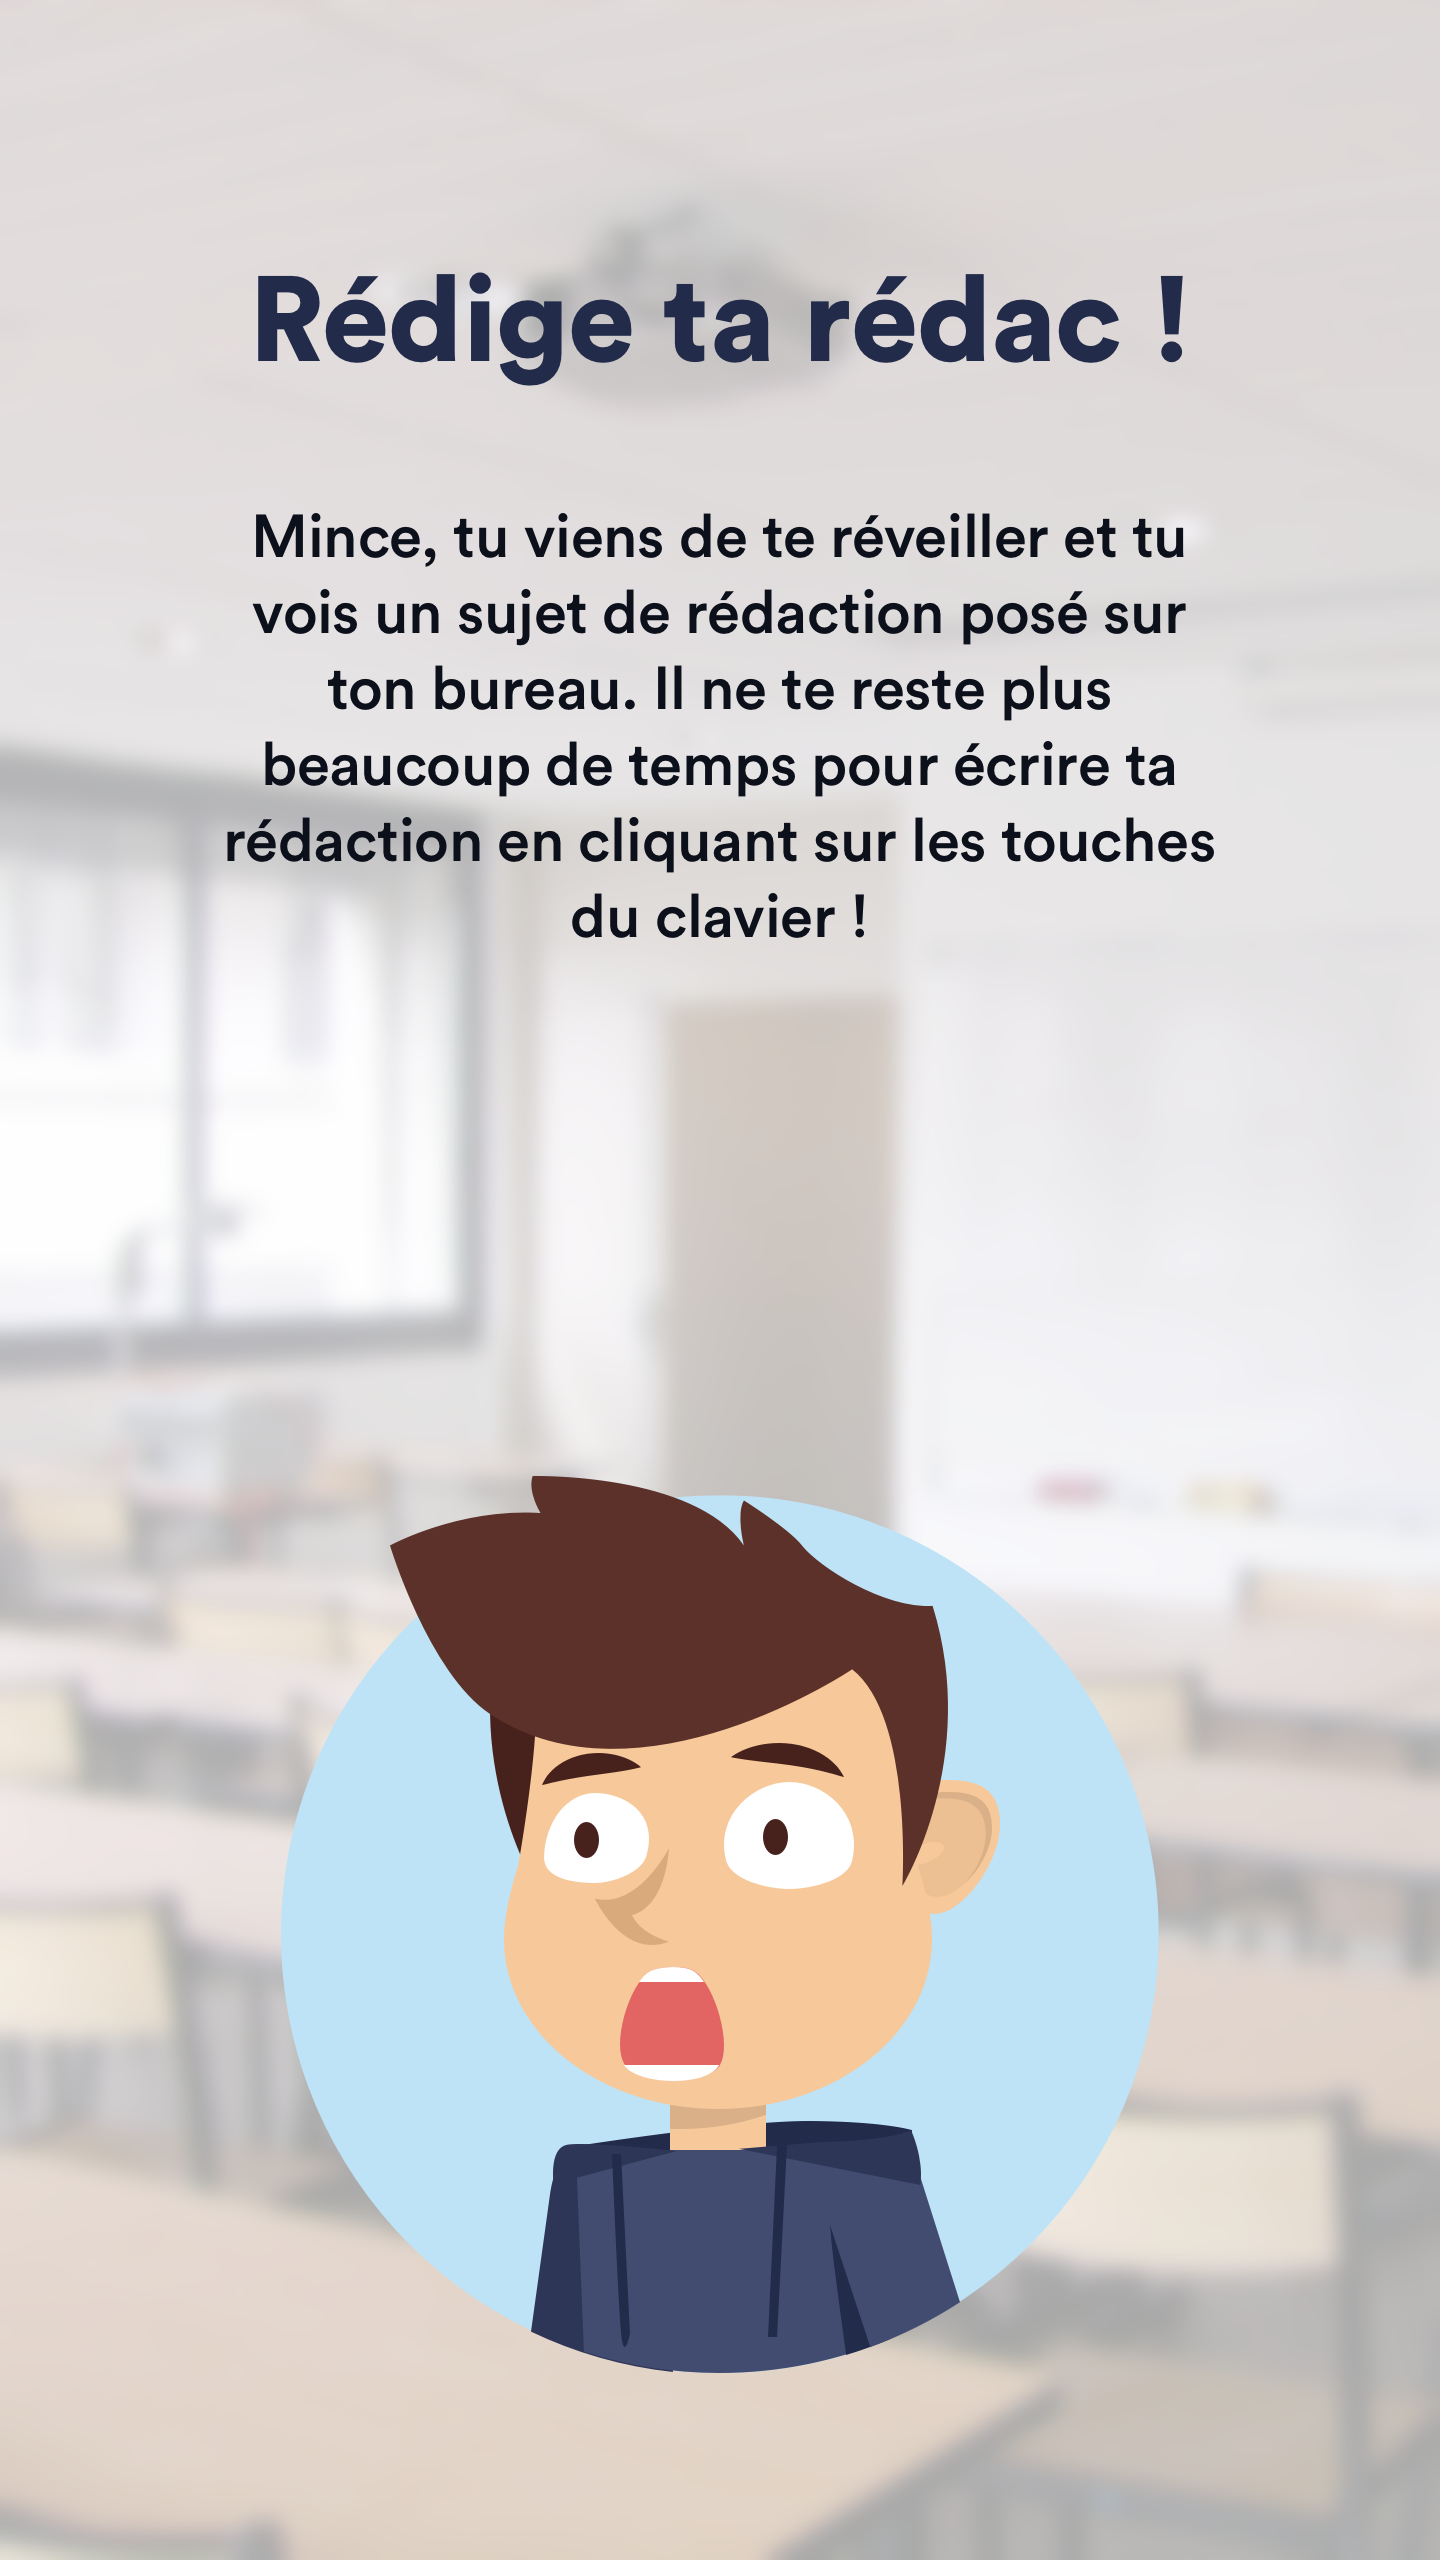 Rédige ta rédac !
Mince, tu viens de te réveiller et tu
vois un sujet de rédaction posé sur
ton bureau. Il ne te reste plus
beaucoup de temps pour écrire ta
rédaction en cliquant sur les touches
du clavier !